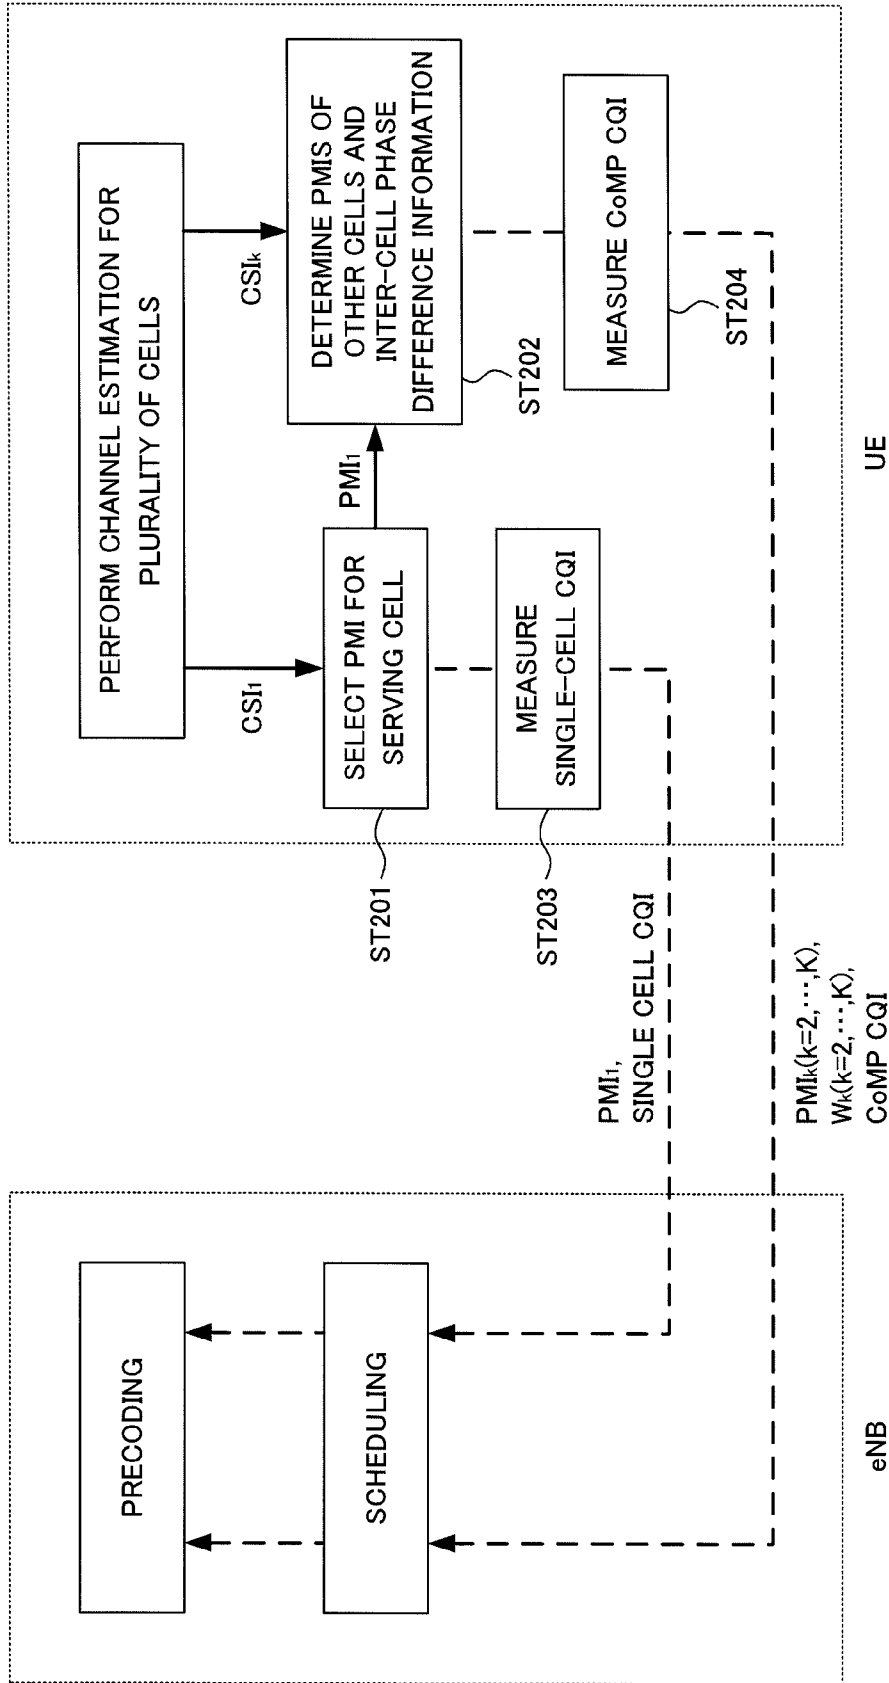 PRECODING
SCHEDULING
eNB
PMI₁,
SINGLE CELL CQI
PMIₖ(k=2,⋯,K),
Wₖ(k=2,⋯,K),
CoMP CQI
PERFORM CHANNEL ESTIMATION FOR
PLURALITY OF CELLS
CSI₁
CSIₖ
SELECT PMI FOR
SERVING CELL
ST201
PMI₁
DETERMINE PMIS OF
OTHER CELLS AND
INTER-CELL PHASE
DIFFERENCE INFORMATION
ST202
MEASURE
SINGLE-CELL CQI
ST203
MEASURE CoMP CQI
ST204
UE